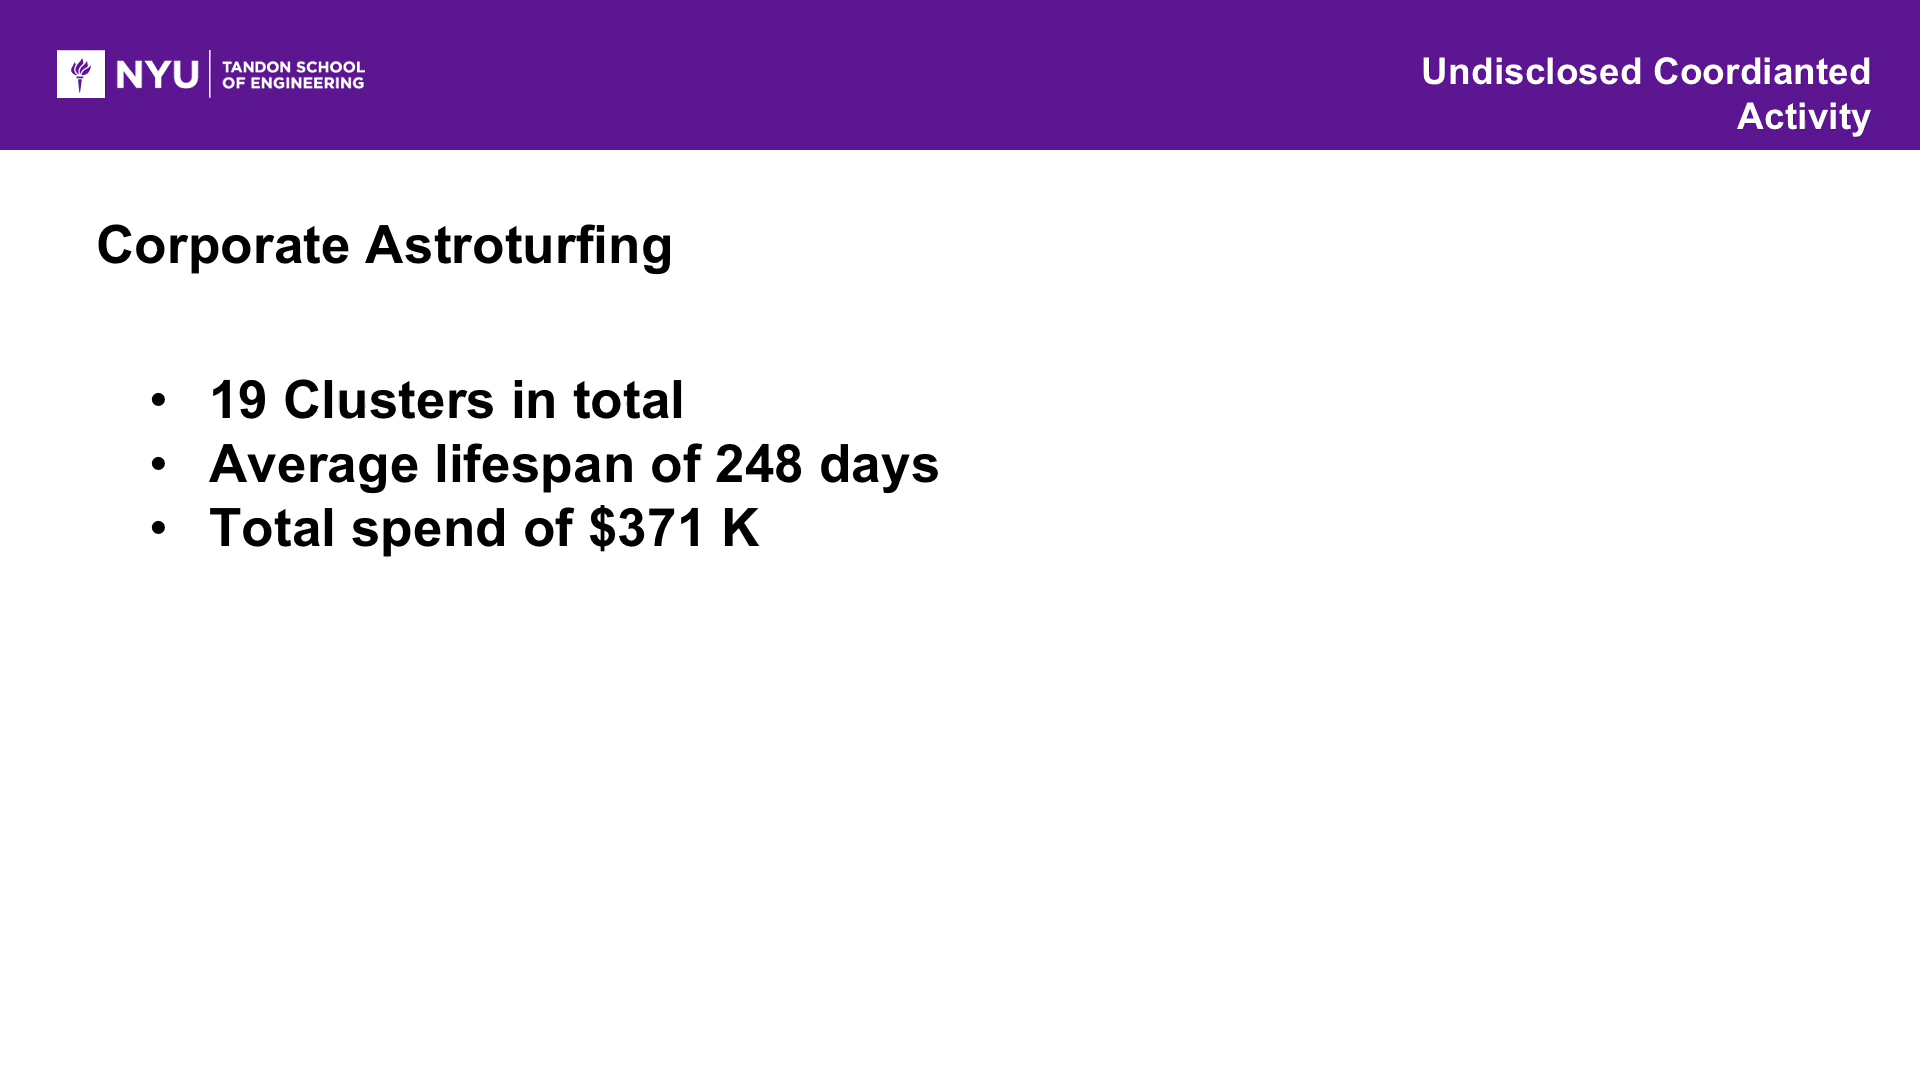 NYU
TANDON SCHOOL
OF ENGINEERING
Undisclosed Coordianted
Activity
Corporate Astroturfing
• 19 Clusters in total
• Average lifespan of 248 days
• Total spend of $371 K